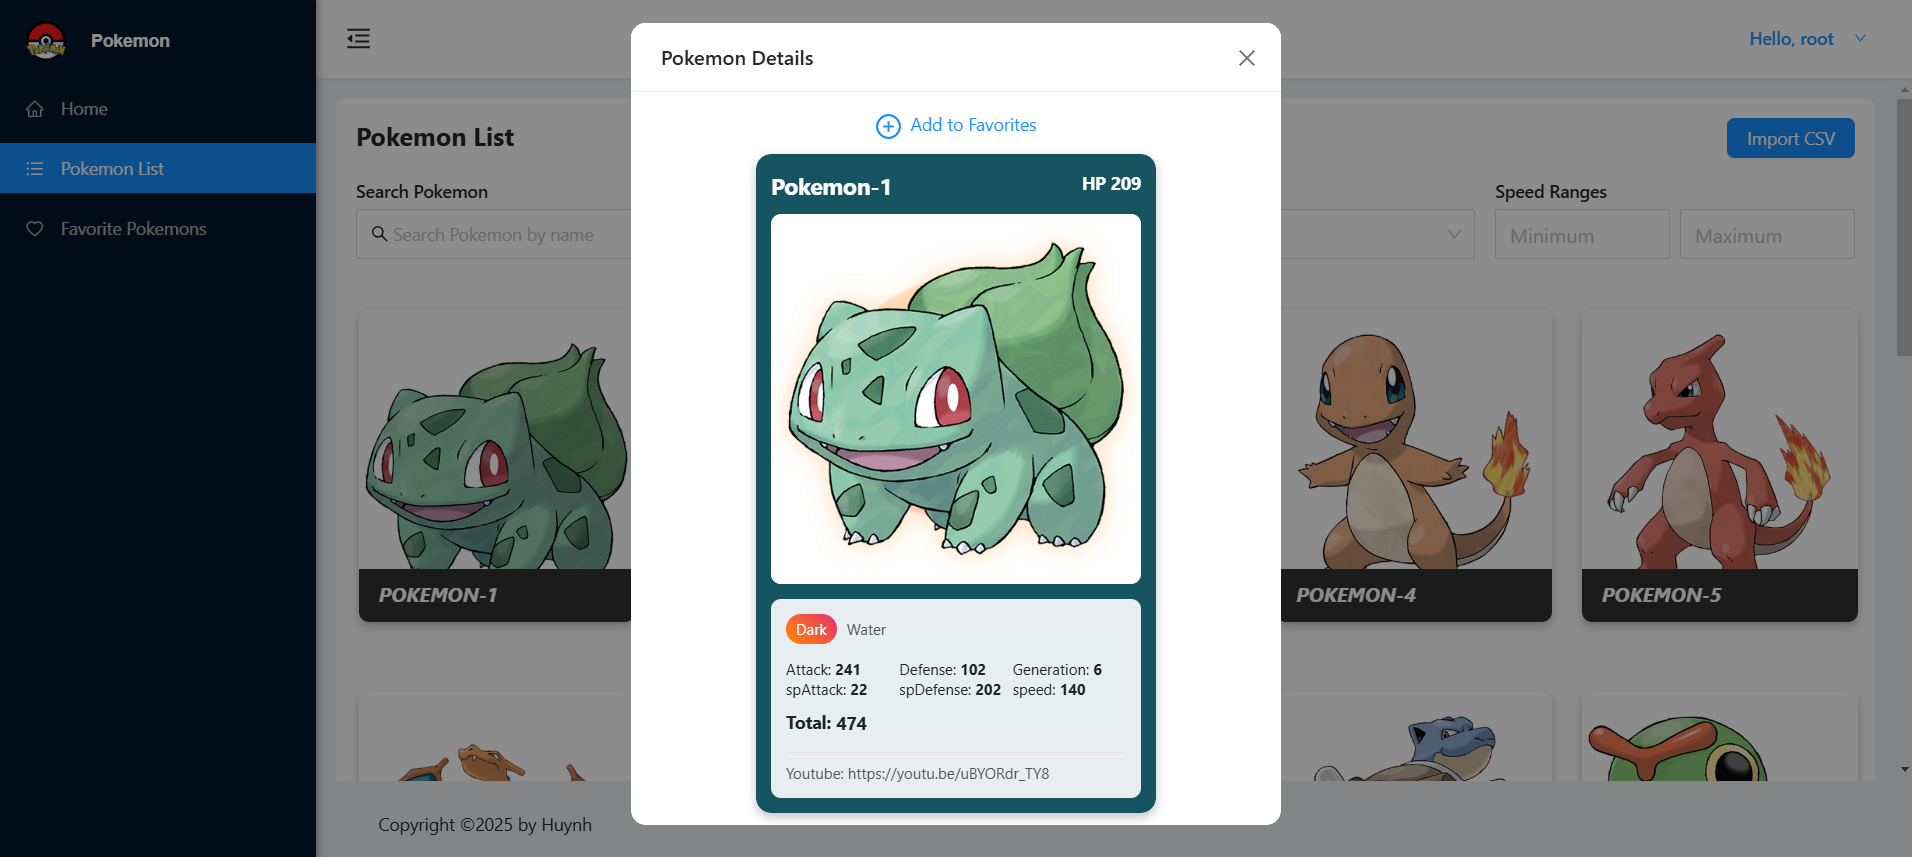 Pokemon
Home
Pokemon List
Favorite Pokemons
Hello, root
Pokemon List
Import CSV
Search Pokemon
Search Pokemon by name
Speed Ranges
Minimum
Maximum
POKEMON-1
POKEMON-4
POKEMON-5
Copyright ©2025 by Huynh
Pokemon Details
Add to Favorites
Pokemon-1
HP 209
Dark Water
Attack: 241 Defense: 102 Generation: 6
spAttack: 22 spDefense: 202 speed: 140
Total: 474
Youtube: https://youtu.be/uBYORdr_TY8